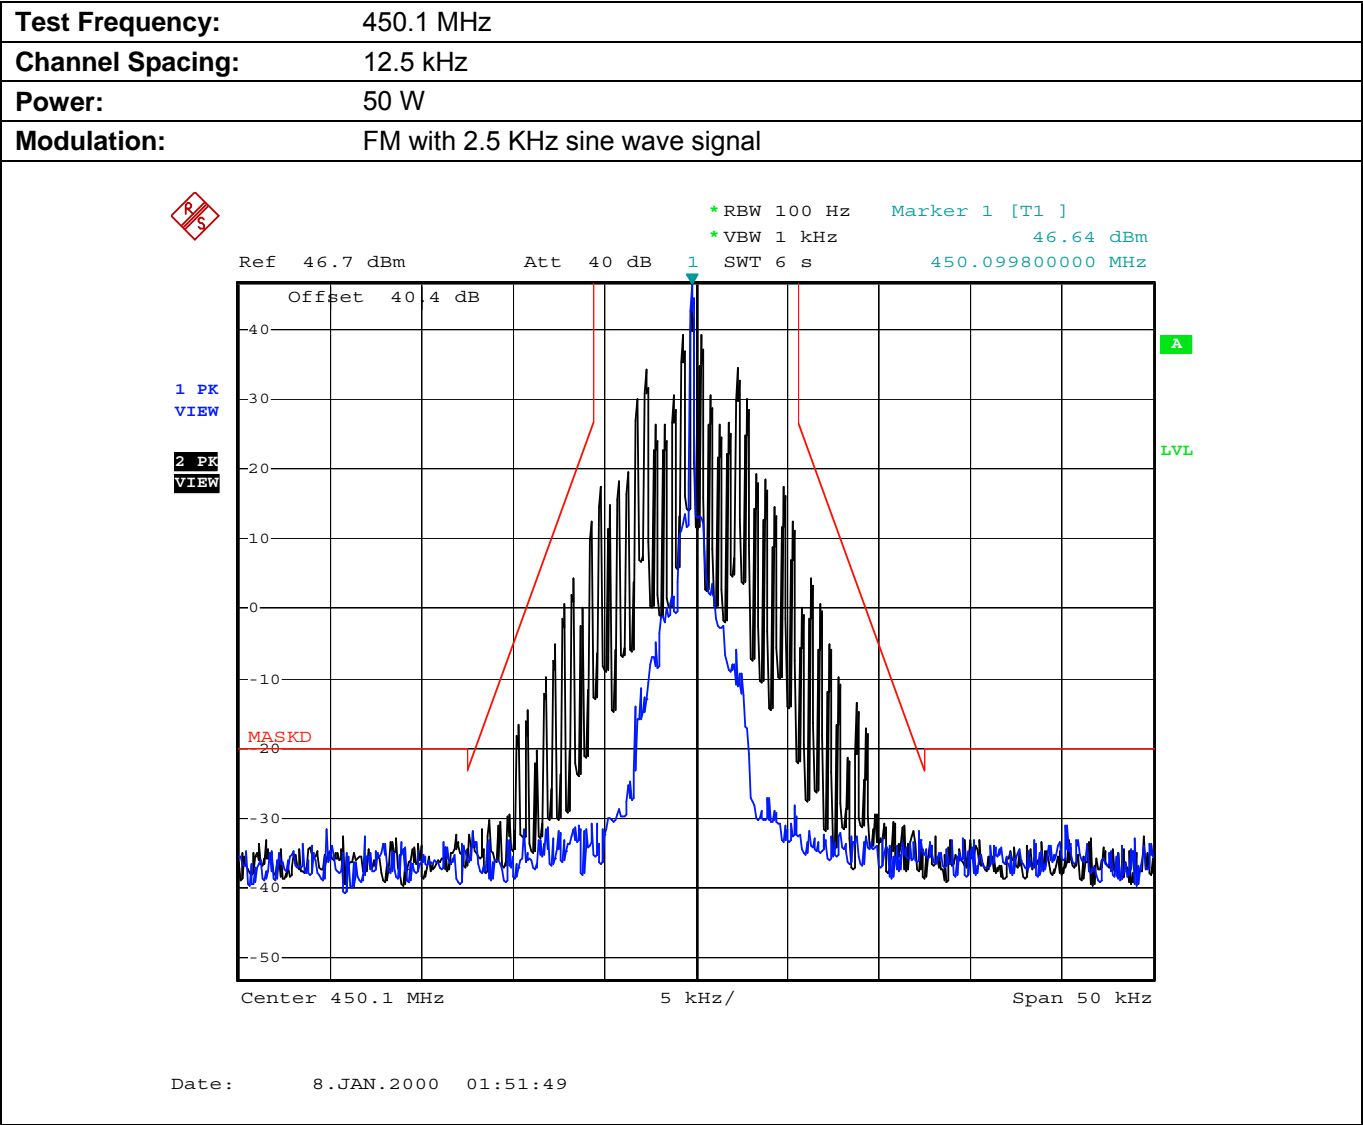 Test Frequency: 450.1 MHz
Channel Spacing: 12.5 kHz
Power: 50 W
Modulation: FM with 2.5 KHz sine wave signal
R S
*RBW 100 Hz Marker 1 [T1 ]
*VBW 1 kHz 46.64 dBm
Ref 46.7 dBm Att 40 dB 1 SWT 6 s 450.099800000 MHz
Offset 40.4 dB
40
A
1 PK
VIEW
30
LVL
2 PK
VIEW
20
10
0
-10
MASKD
-20
-30
-40
-50
Center 450.1 MHz 5 kHz/ Span 50 kHz
Date: 8.JAN.2000 01:51:49